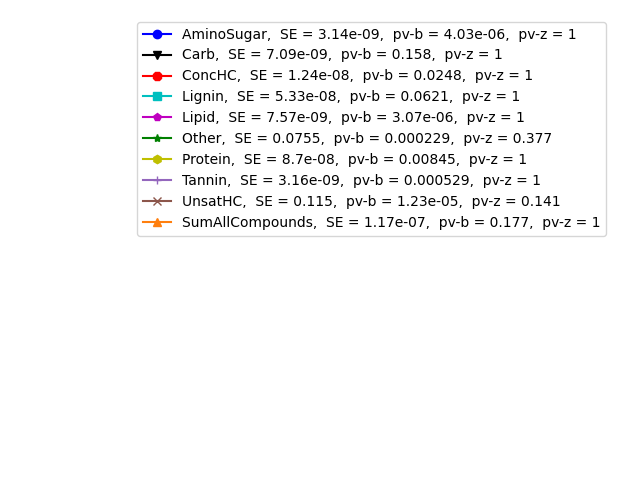 AminoSugar,  SE = 3.14e-09,  pv-b = 4.03e-06,  pv-z = 1
Carb,  SE = 7.09e-09,  pv-b = 0.158,  pv-z = 1
ConcHC,  SE = 1.24e-08,  pv-b = 0.0248,  pv-z = 1
Lignin,  SE = 5.33e-08,  pv-b = 0.0621,  pv-z = 1
Lipid,  SE = 7.57e-09,  pv-b = 3.07e-06,  pv-z = 1
Other,  SE = 0.0755,  pv-b = 0.000229,  pv-z = 0.377
Protein,  SE = 8.7e-08,  pv-b = 0.00845,  pv-z = 1
Tannin,  SE = 3.16e-09,  pv-b = 0.000529,  pv-z = 1
UnsatHC,  SE = 0.115,  pv-b = 1.23e-05,  pv-z = 0.141
SumAllCompounds,  SE = 1.17e-07,  pv-b = 0.177,  pv-z = 1